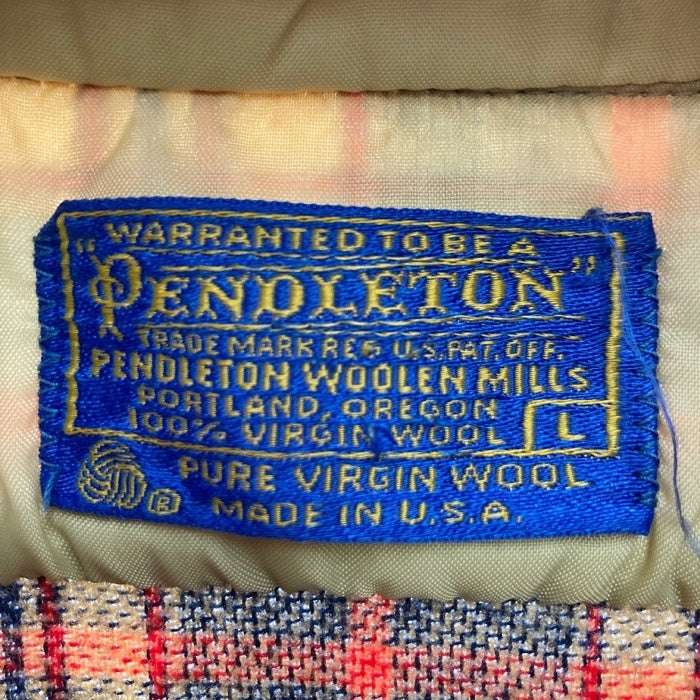 WARRANTED TO BE A
"PENDLETON"
TRADE MARK REG U.S. PAT. OFF.
PENDLETON WOOLEN MILLS
PORTLAND, OREGON
100% VIRGIN WOOL L
PURE VIRGIN WOOL
® MADE IN U.S.A.